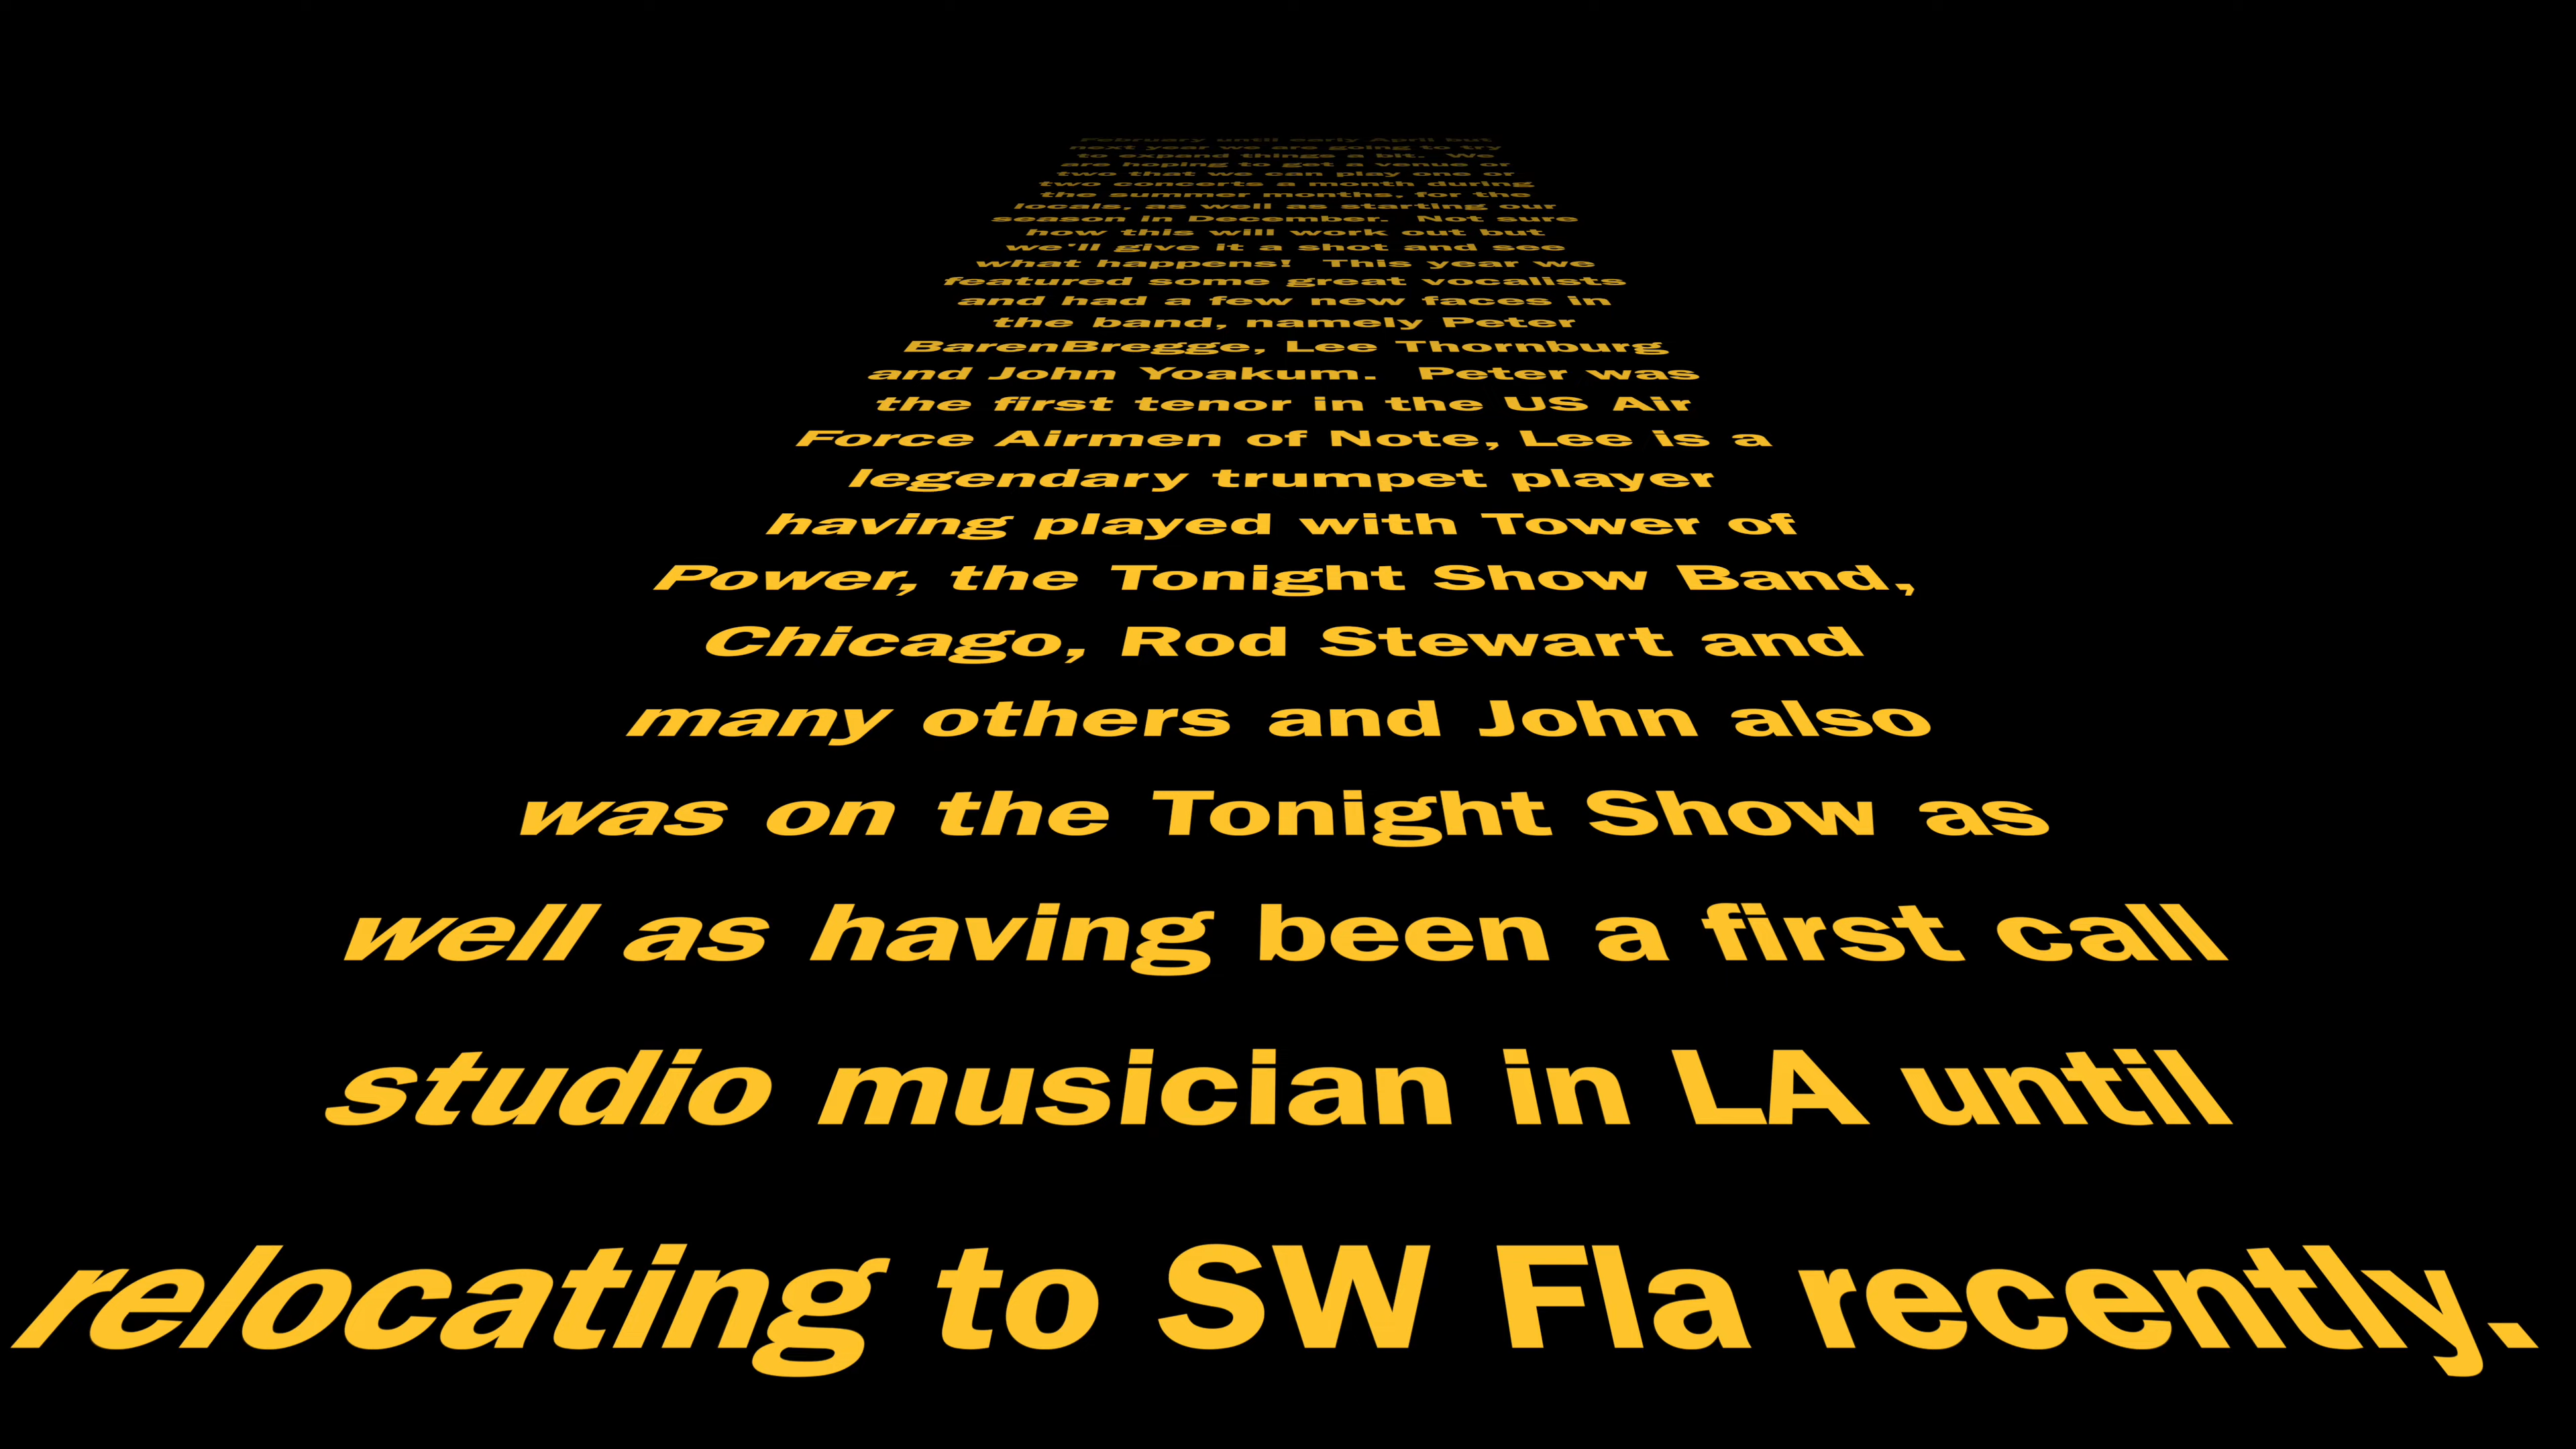 February until early April but
next year we are going to try
to expand things a bit.  We
are hoping to get a venue or
two that we can play one or
two concerts a month during
the summer months, for the
locals, as well as starting our
season in December.  Not sure
how this will work out but
we'll give it a shot and see
what happens!  This year we
featured some great vocalists
and had a few new faces in
the band, namely Peter
BarenBregge, Lee Thornburg
and John Yoakum.  Peter was
the first tenor in the US Air
Force Airmen of Note, Lee is a
legendary trumpet player
having played with Tower of
Power, the Tonight Show Band,
Chicago, Rod Stewart and
many others and John also
was on the Tonight Show as
well as having been a first call
studio musician in LA until
relocating to SW Fla recently.